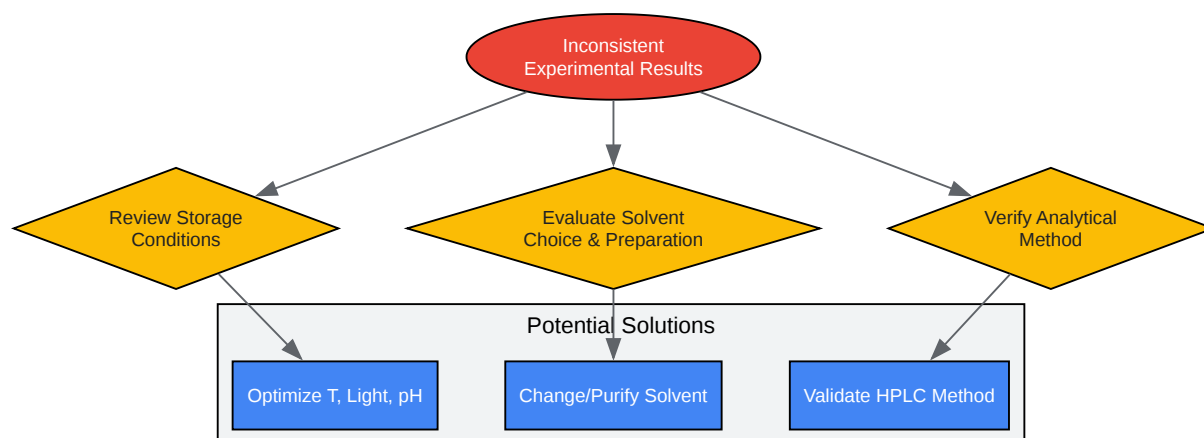 Inconsistent
Experimental Results
Review Storage
Conditions
Evaluate Solvent
Choice & Preparation
Verify Analytical
Method
Potential Solutions
Optimize T, Light, pH
Change/Purify Solvent
Validate HPLC Method